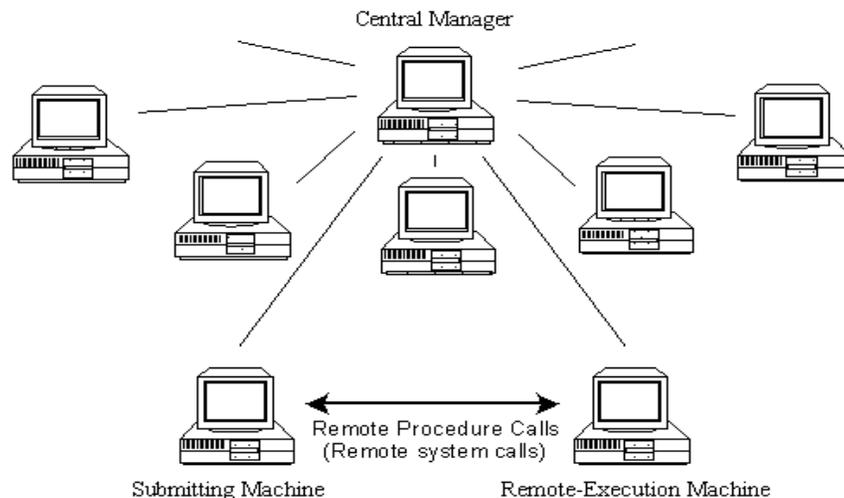 Central Manager
Remote Procedure Calls
(Remote system calls)
Submitting Machine
Remote-Execution Machine